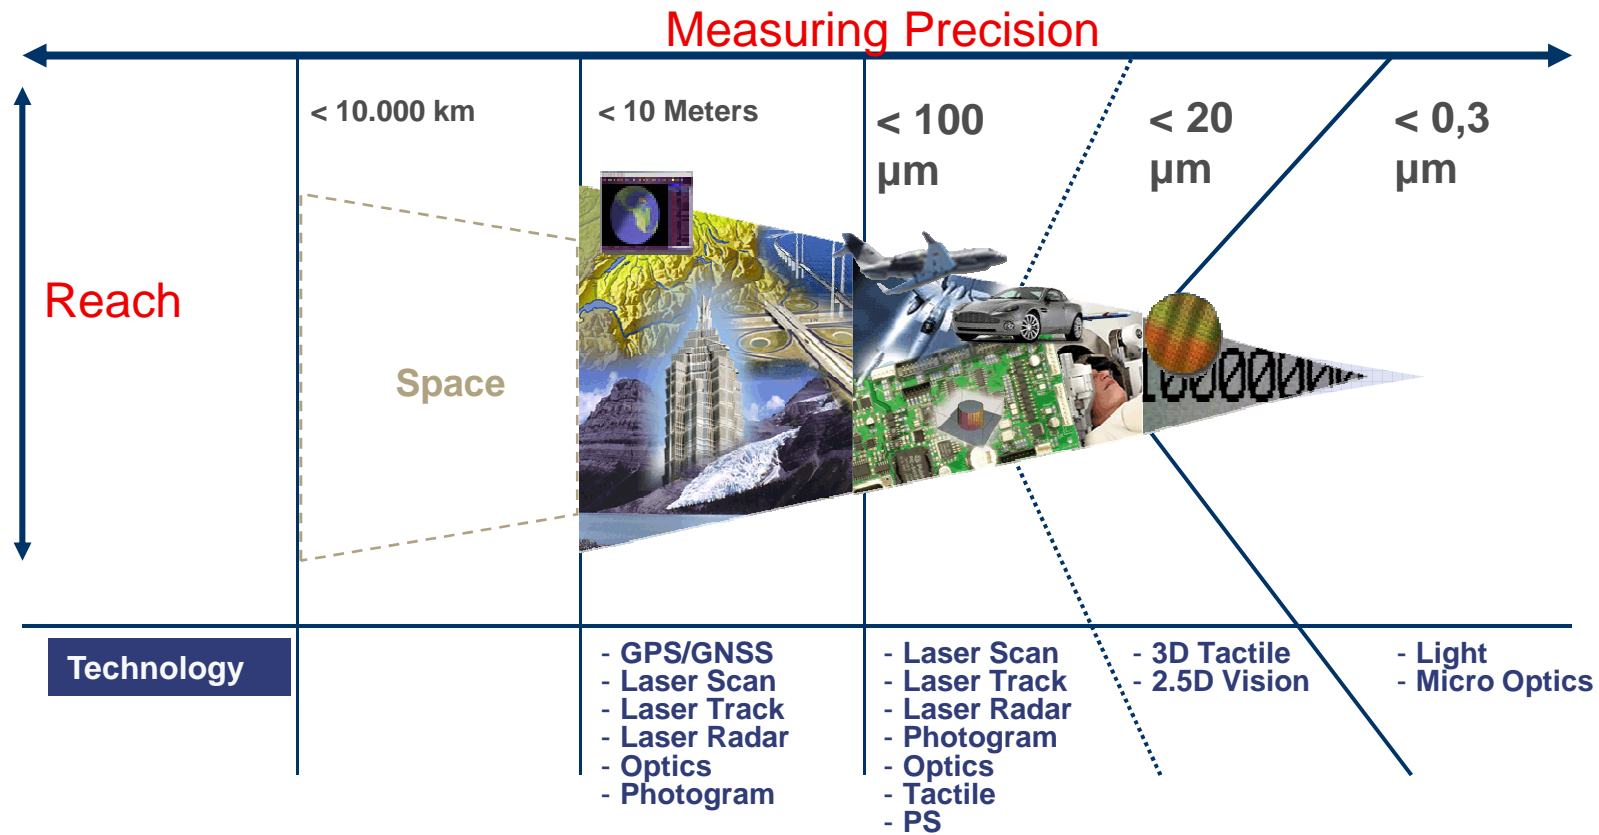 Measuring Precision
< 10.000 km
< 10 Meters
< 100
µm
< 20
µm
< 0,3
µm
Reach
Space
Technology
- GPS/GNSS
- Laser Scan
- Laser Track
- Laser Radar
- Optics
- Photogram
- Laser Scan
- Laser Track
- Laser Radar
- Photogram
- Optics
- Tactile
- PS
- 3D Tactile
- 2.5D Vision
- Light
- Micro Optics